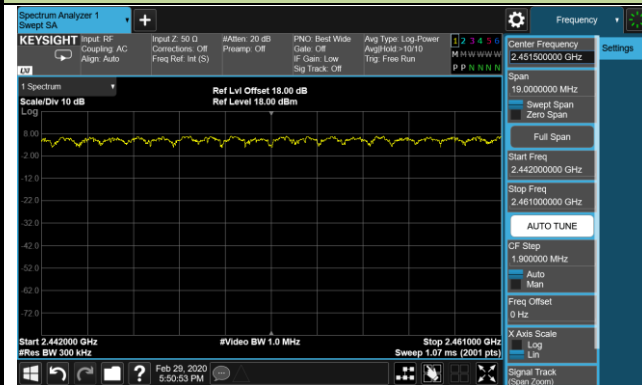 Spectrum Analyzer 1
Swept SA
Frequency
KEYSIGHT
Input: RF
Coupling: AC
Align: Auto
Input Z: 50 Ω
Corrections: Off
Freq Ref: Int (S)
#Atten: 20 dB
Preamp: Off
PNO: Best Wide
Gate: Off
IF Gain: Low
Sig Track: Off
Avg Type: Log-Power
Avg|Hold:>10/10
Trig: Free Run
1 2 3 4 5 6
M M W W W W
P P N N N N
LXI
1 Spectrum
Scale/Div 10 dB
Ref Lvl Offset 18.00 dB
Ref Level 18.00 dBm
Log
8.00
-2.00
-12.0
-22.0
-32.0
-42.0
-52.0
-62.0
-72.0
Start 2.442000 GHz
#Video BW 1.0 MHz
Stop 2.461000 GHz
#Res BW 300 kHz
Sweep 1.07 ms (2001 pts)
Feb 29, 2020
5:50:53 PM
Center Frequency
2.451500000 GHz
Settings
Span
19.0000000 MHz
Swept Span
Zero Span
Full Span
Start Freq
2.442000000 GHz
Stop Freq
2.461000000 GHz
AUTO TUNE
CF Step
1.900000 MHz
Auto
Man
Freq Offset
0 Hz
X Axis Scale
Log
Lin
Signal Track
(Span Zoom)